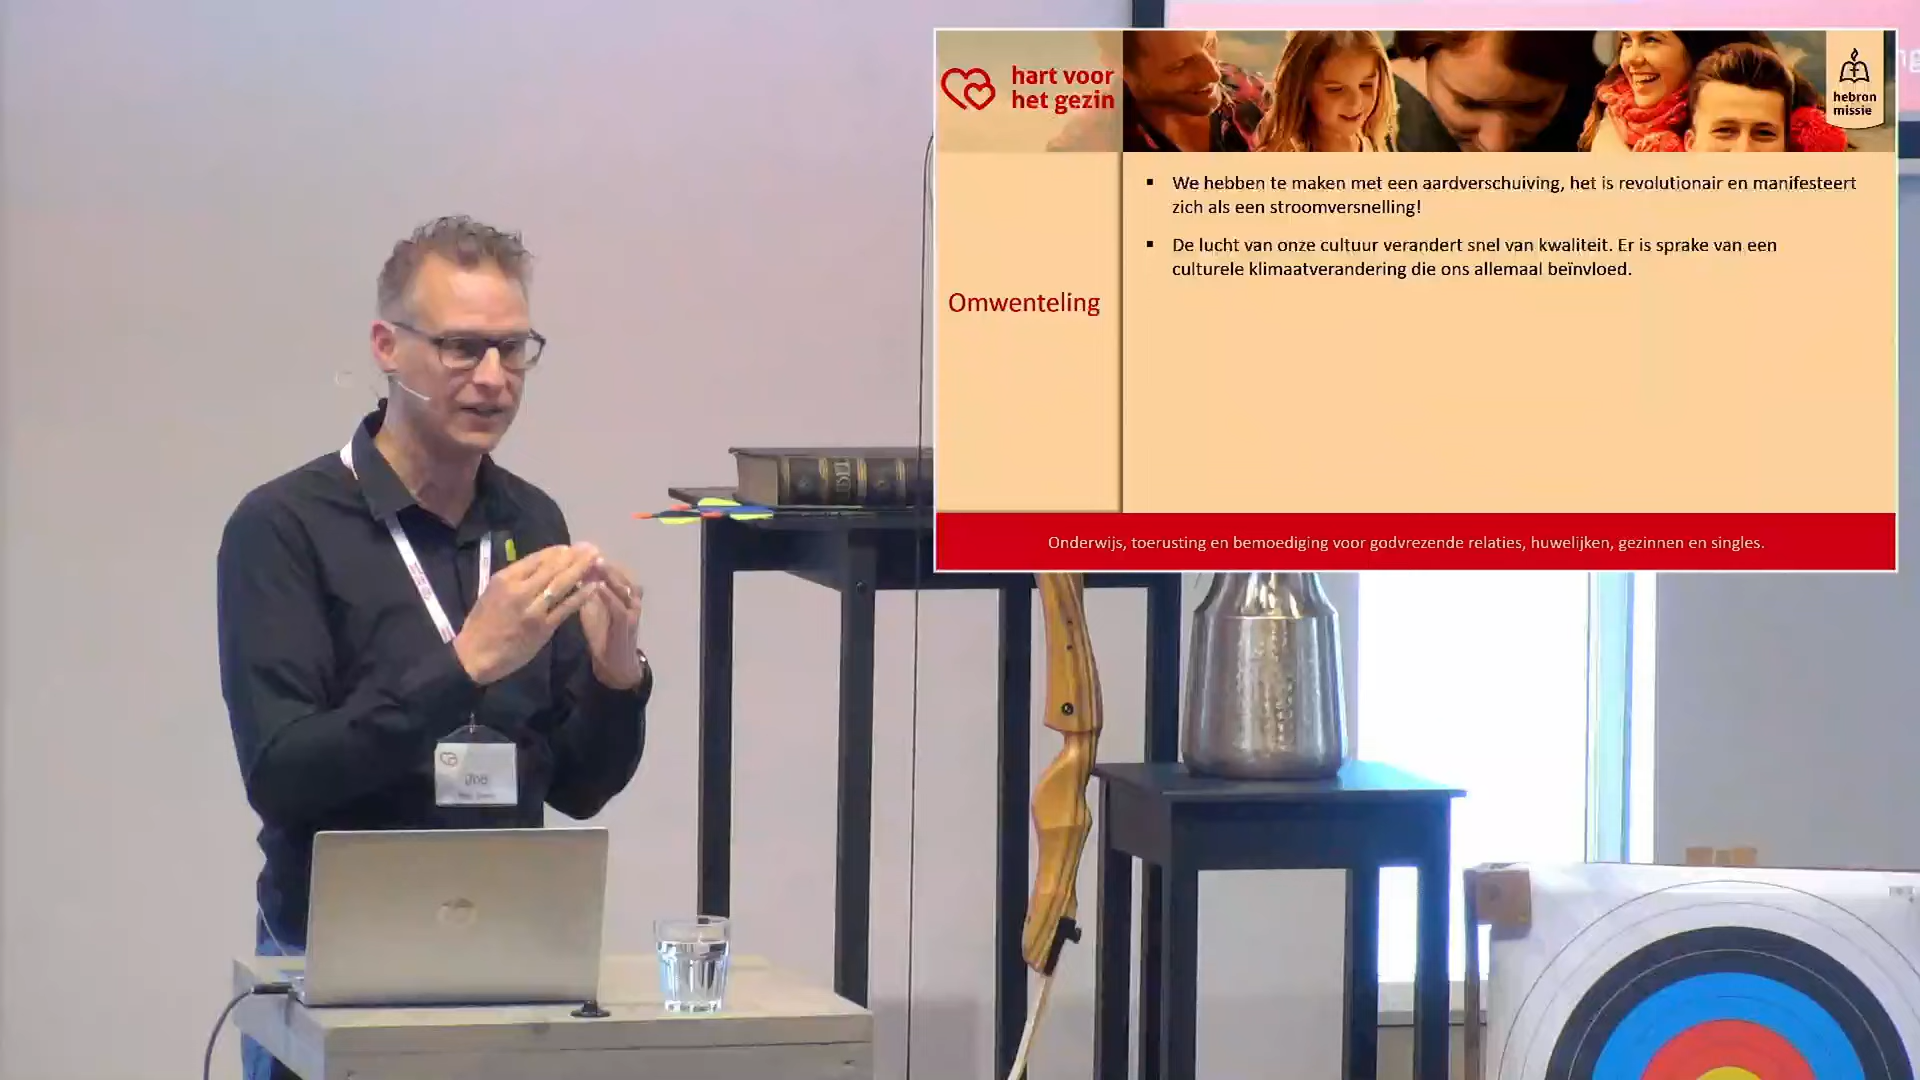 hart voor
het gezin
hebron
missie
We hebben te maken met een aardverschuiving, het is revolutionair en manifesteert
zich als een stroomversnelling!
De lucht van onze cultuur verandert snel van kwaliteit. Er is sprake van een
culturele klimaatverandering die ons allemaal beïnvloed.
Omwenteling
Onderwijs, toerusting en bemoediging voor godvrezende relaties, huwelijken, gezinnen en singles.